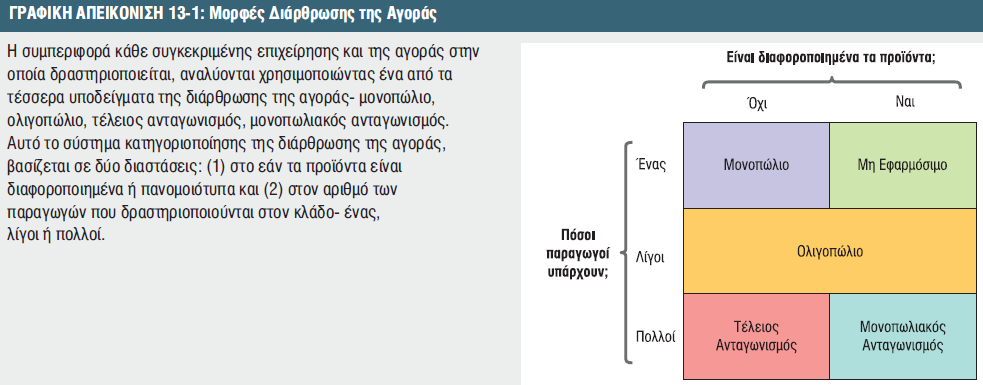 ΓΡΑΦΙΚΗ ΑΠΕΙΚΟΝΙΣΗ 13-1: Μορφές Διάρθρωσης της Αγοράς
Η συμπεριφορά κάθε συγκεκριμένης επιχείρησης και της αγοράς στην
οποία δραστηριοποιείται, αναλύονται χρησιμοποιώντας ένα από τα
τέσσερα υποδείγματα της διάρθρωσης της αγοράς- μονοπώλιο,
ολιγοπώλιο, τέλειος ανταγωνισμός, μονοπωλιακός ανταγωνισμός.
Αυτό το σύστημα κατηγοριοποίησης της διάρθρωσης της αγοράς,
βασίζεται σε δύο διαστάσεις: (1) στο εάν τα προϊόντα είναι
διαφοροποιημένα ή πανομοιότυπα και (2) στον αριθμό των
παραγωγών που δραστηριοποιούνται στον κλάδο- ένας,
λίγοι ή πολλοί.
Είναι διαφοροποιημένα τα προϊόντα;
Όχι
Ναι
Πόσοι
παραγωγοί
υπάρχουν;
Ένας
Μονοπώλιο
Μη Εφαρμόσιμο
Λίγοι
Ολιγοπώλιο
Πολλοί
Τέλειος
Ανταγωνισμός
Μονοπωλιακός
Ανταγωνισμός